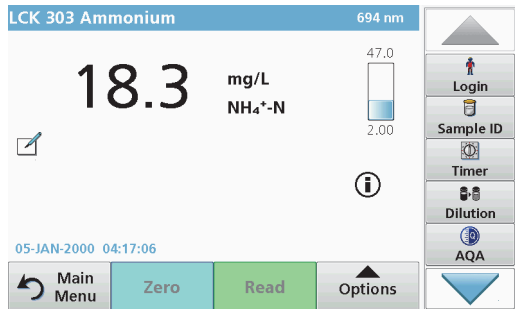 LCK 303 Ammonium 694 nm
47.0
18.3 mg/L
NH₄⁺-N
2.00
i
05-JAN-2000 04:17:06
Main Menu
Zero
Read
Options
Login
Sample ID
Timer
Dilution
AQA